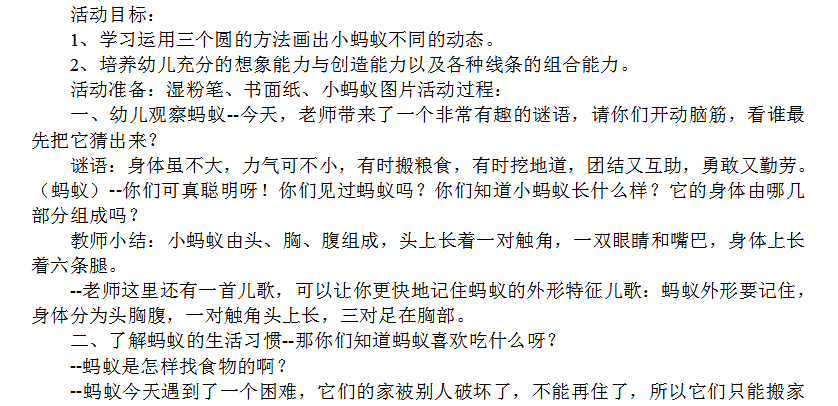 活动目标：
1、学习运用三个圆的方法画出小蚂蚁不同的动态。
2、培养幼儿充分的想象能力与创造能力以及各种线条的组合能力。
活动准备：湿粉笔、书面纸、小蚂蚁图片活动过程：
一、幼儿观察蚂蚁--今天，老师带来了一个非常有趣的谜语，请你们开动脑筋，看谁最
先把它猜出来？
谜语：身体虽不大，力气可不小，有时搬粮食，有时挖地道，团结又互助，勇敢又勤劳。
（蚂蚁）--你们可真聪明呀！你们见过蚂蚁吗？你们知道小蚂蚁长什么样？它的身体由哪几
部分组成吗？
教师小结：小蚂蚁由头、胸、腹组成，头上长着一对触角，一双眼睛和嘴巴，身体上长
着六条腿。
--老师这里还有一首儿歌，可以让你更快地记住蚂蚁的外形特征儿歌：蚂蚁外形要记住，
身体分为头胸腹，一对触角头上长，三对足在胸部。
二、了解蚂蚁的生活习惯--那你们知道蚂蚁喜欢吃什么呀？
--蚂蚁是怎样找食物的啊？
--蚂蚁今天遇到了一个困难，它们的家被别人破坏了，不能再住了，所以它们只能搬家